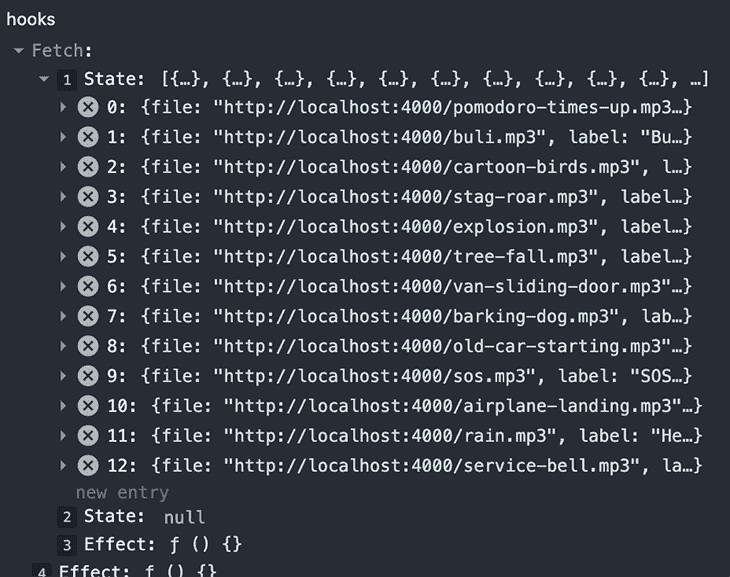 hooks
Fetch:
1 State: [{…}, {…}, {…}, {…}, {…}, {…}, {…}, {…}, {…}, {…}, …]
0: {file: "http://localhost:4000/pomodoro-times-up.mp3…}
1: {file: "http://localhost:4000/buli.mp3", label: "Bu…}
2: {file: "http://localhost:4000/cartoon-birds.mp3", l…}
3: {file: "http://localhost:4000/stag-roar.mp3", label…}
4: {file: "http://localhost:4000/explosion.mp3", label…}
5: {file: "http://localhost:4000/tree-fall.mp3", label…}
6: {file: "http://localhost:4000/van-sliding-door.mp3"…}
7: {file: "http://localhost:4000/barking-dog.mp3", lab…}
8: {file: "http://localhost:4000/old-car-starting.mp3"…}
9: {file: "http://localhost:4000/sos.mp3", label: "SOS…}
10: {file: "http://localhost:4000/airplane-landing.mp3"…}
11: {file: "http://localhost:4000/rain.mp3", label: "He…}
12: {file: "http://localhost:4000/service-bell.mp3", la…}
new entry
2 State: null
3 Effect: ƒ () {}
4 Effect: ƒ () {}